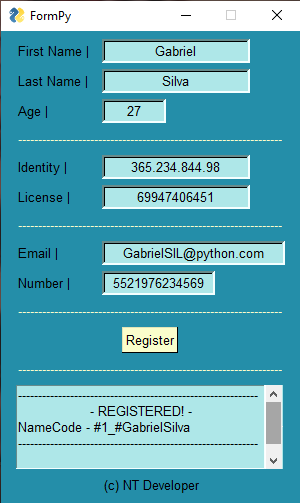 FormPy
First Name | Gabriel
Last Name | Silva
Age | 27
Identity | 365.234.844.98
License | 69947406451
Email | GabrielSIL@python.com
Number | 5521976234569
Register
- REGISTERED! -
NameCode - #1_#GabrielSilva
(c) NT Developer